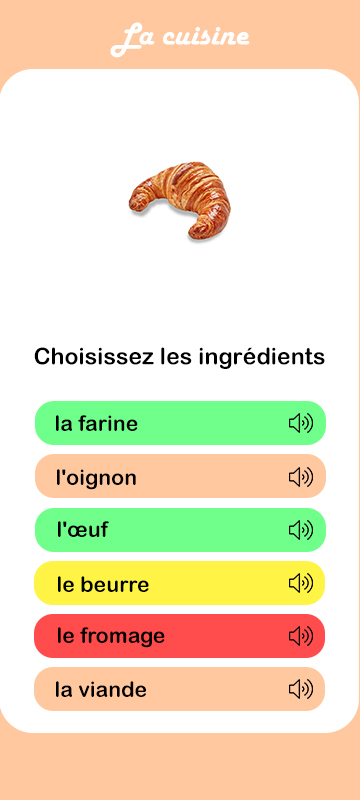 La cuisine
Choisissez les ingrédients
la farine
l'oignon
l'œuf
le beurre
le fromage
la viande